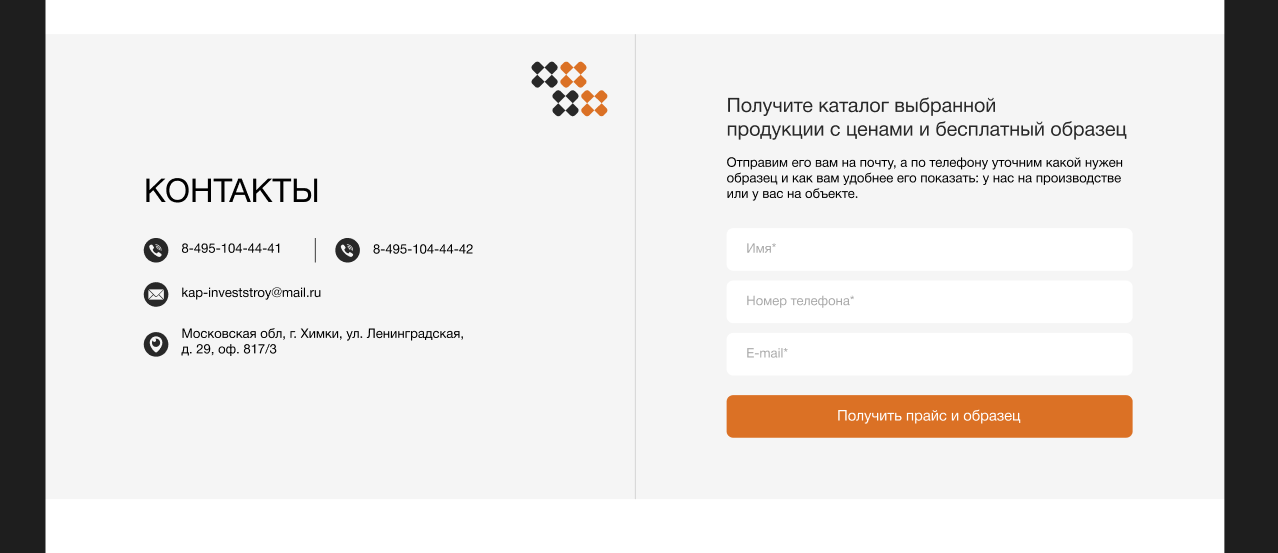 КОНТАКТЫ
8-495-104-44-41
8-495-104-44-42
kap-investstroy@mail.ru
Московская обл, г. Химки, ул. Ленинградская,
д. 29, оф. 817/3
Получите каталог выбранной
продукции с ценами и бесплатный образец
Отправим его вам на почту, а по телефону уточним какой нужен
образец и как вам удобнее его показать: у нас на производстве
или у вас на объекте.
Имя*
Номер телефона*
E-mail*
Получить прайс и образец